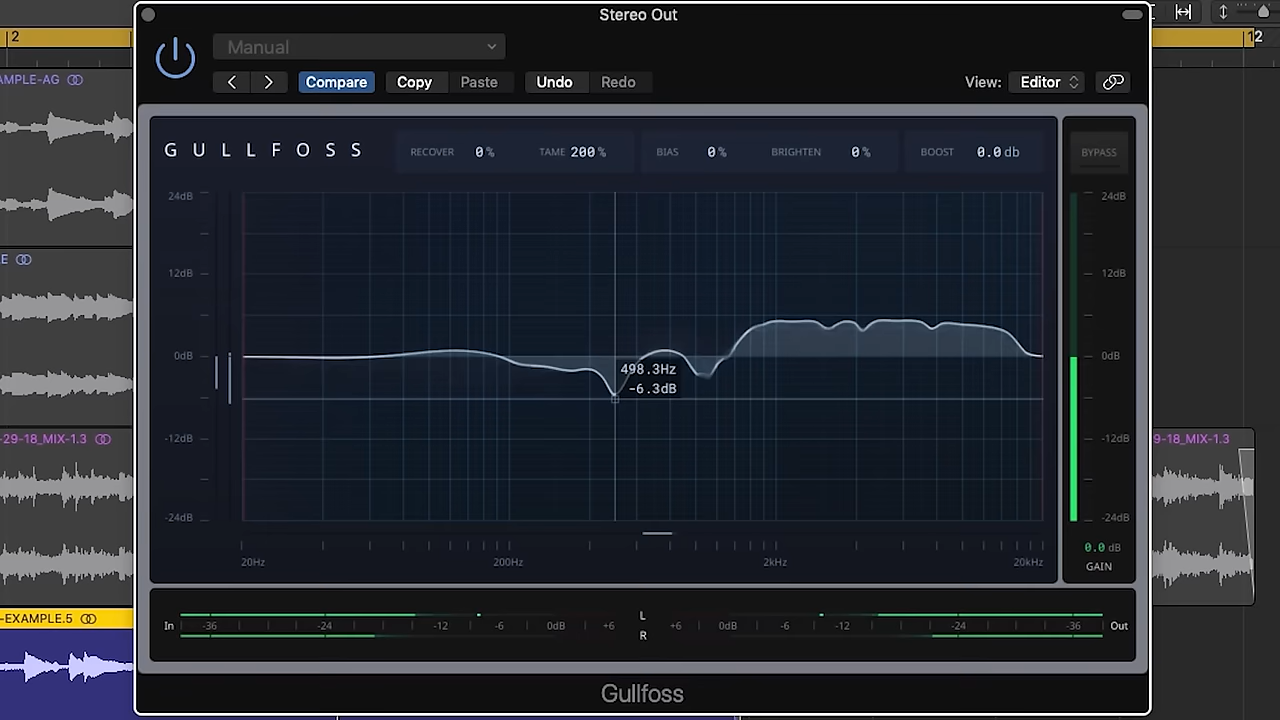 Stereo Out
2
12
Manual
Compare Copy Paste Undo Redo View: Editor
AMPLE-AG
GULLFOSS RECOVER 0% TAME 200% BIAS 0% BRIGHTEN 0% BOOST 0.0db BYPASS
24dB 24dB
E
12dB 12dB
0dB 0dB
498.3Hz
-6.3dB
-12dB -12dB
-29-18_MIX-1.3 9-18_MIX-1.3
-24dB -24dB
0.0 dB
20Hz 200Hz 2kHz 20kHz GAIN
-EXAMPLE.5
L
In -36 -24 -12 -6 0dB +6 +6 0dB -6 -12 -24 -36 Out
R
Gullfoss